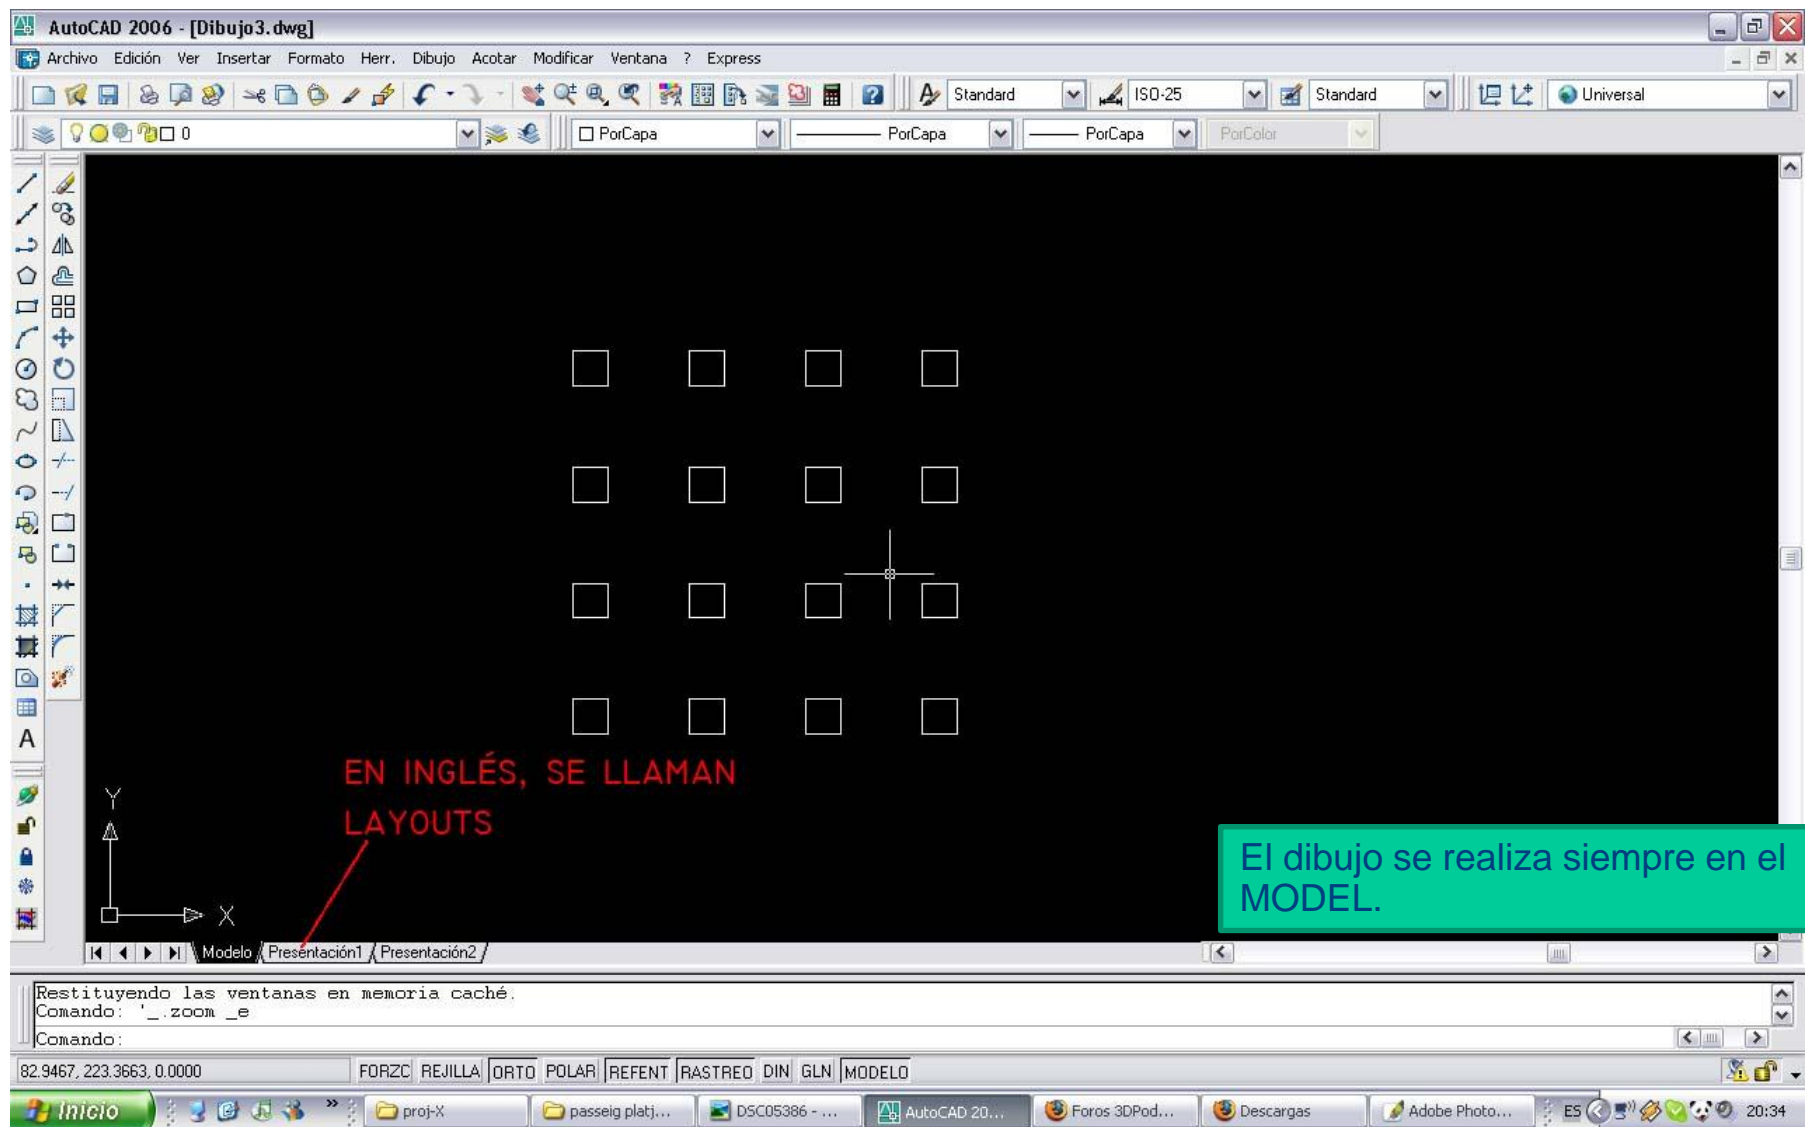 AutoCAD 2006 - [Dibujo3.dwg]
Archivo Edición Ver Insertar Formato Herr. Dibujo Acotar Modificar Ventana ? Express
Standard ISO-25 Standard Universal
0 PorCapa PorCapa PorCapa PorColor
EN INGLÉS, SE LLAMAN
LAYOUTS
Y
X
El dibujo se realiza siempre en el
MODEL.
Modelo Presentación1 Presentación2
Restituyendo las ventanas en memoria caché.
Comando: '_.zoom _e
Comando:
82.9467, 223.3663, 0.0000 FORZC REJILLA ORTO POLAR REFENT RASTREO DIN GLN MODELO
Inicio » proj-X passeig platj... DSC05386 - ... AutoCAD 20... Foros 3DPod... Descargas Adobe Photo... ES 20:34